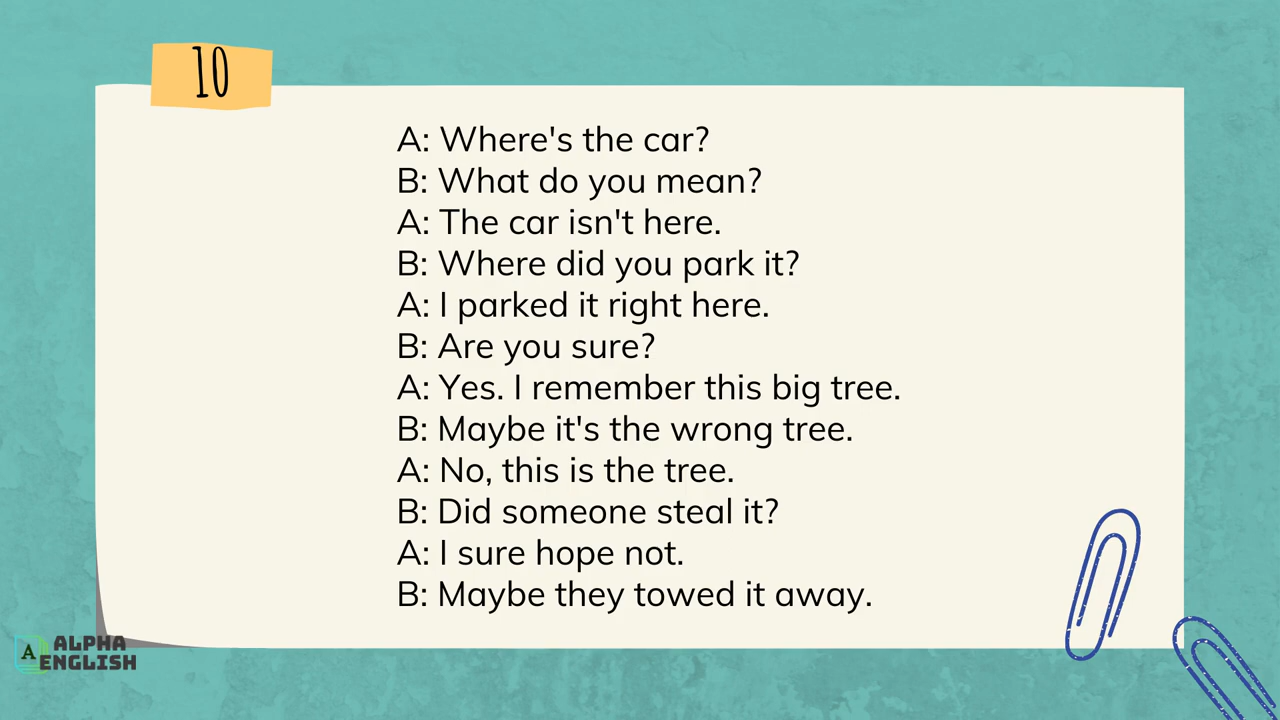 10
A: Where's the car?
B: What do you mean?
A: The car isn't here.
B: Where did you park it?
A: I parked it right here.
B: Are you sure?
A: Yes. I remember this big tree.
B: Maybe it's the wrong tree.
A: No, this is the tree.
B: Did someone steal it?
A: I sure hope not.
B: Maybe they towed it away.
A
ALPHA
ENGLISH